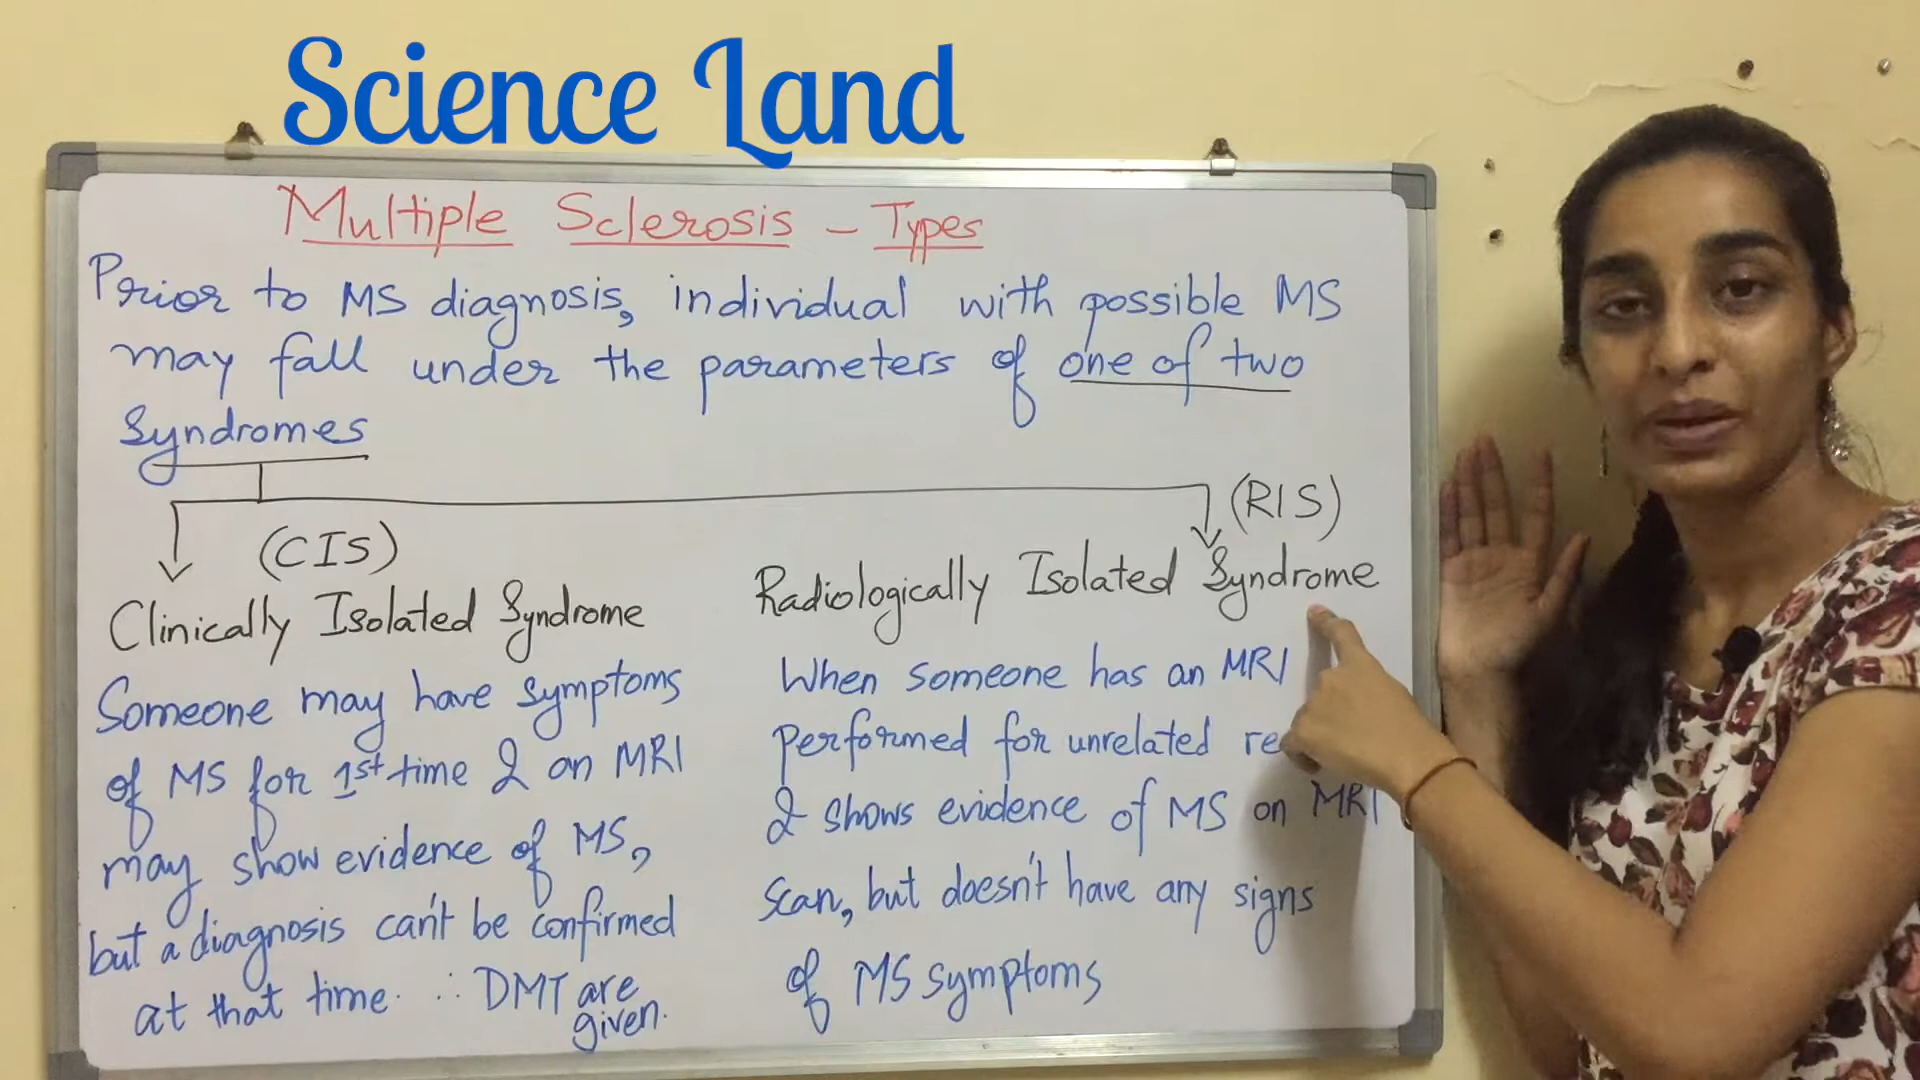 Science Land
Multiple Sclerosis - Types
Prior to MS diagnosis, individual with possible MS
may fall under the parameters of one of two
Syndromes
(CIS)
Clinically Isolated Syndrome
Someone may have symptoms
of MS for 1st time & an MRI
may show evidence of MS,
but a diagnosis can't be confirmed
at that time. ∴ DMT are
given.
(RIS)
Radiologically Isolated Syndrome
When someone has an MRI
performed for unrelated re
& shows evidence of MS on MRI
scan, but doesn't have any signs
of MS symptoms